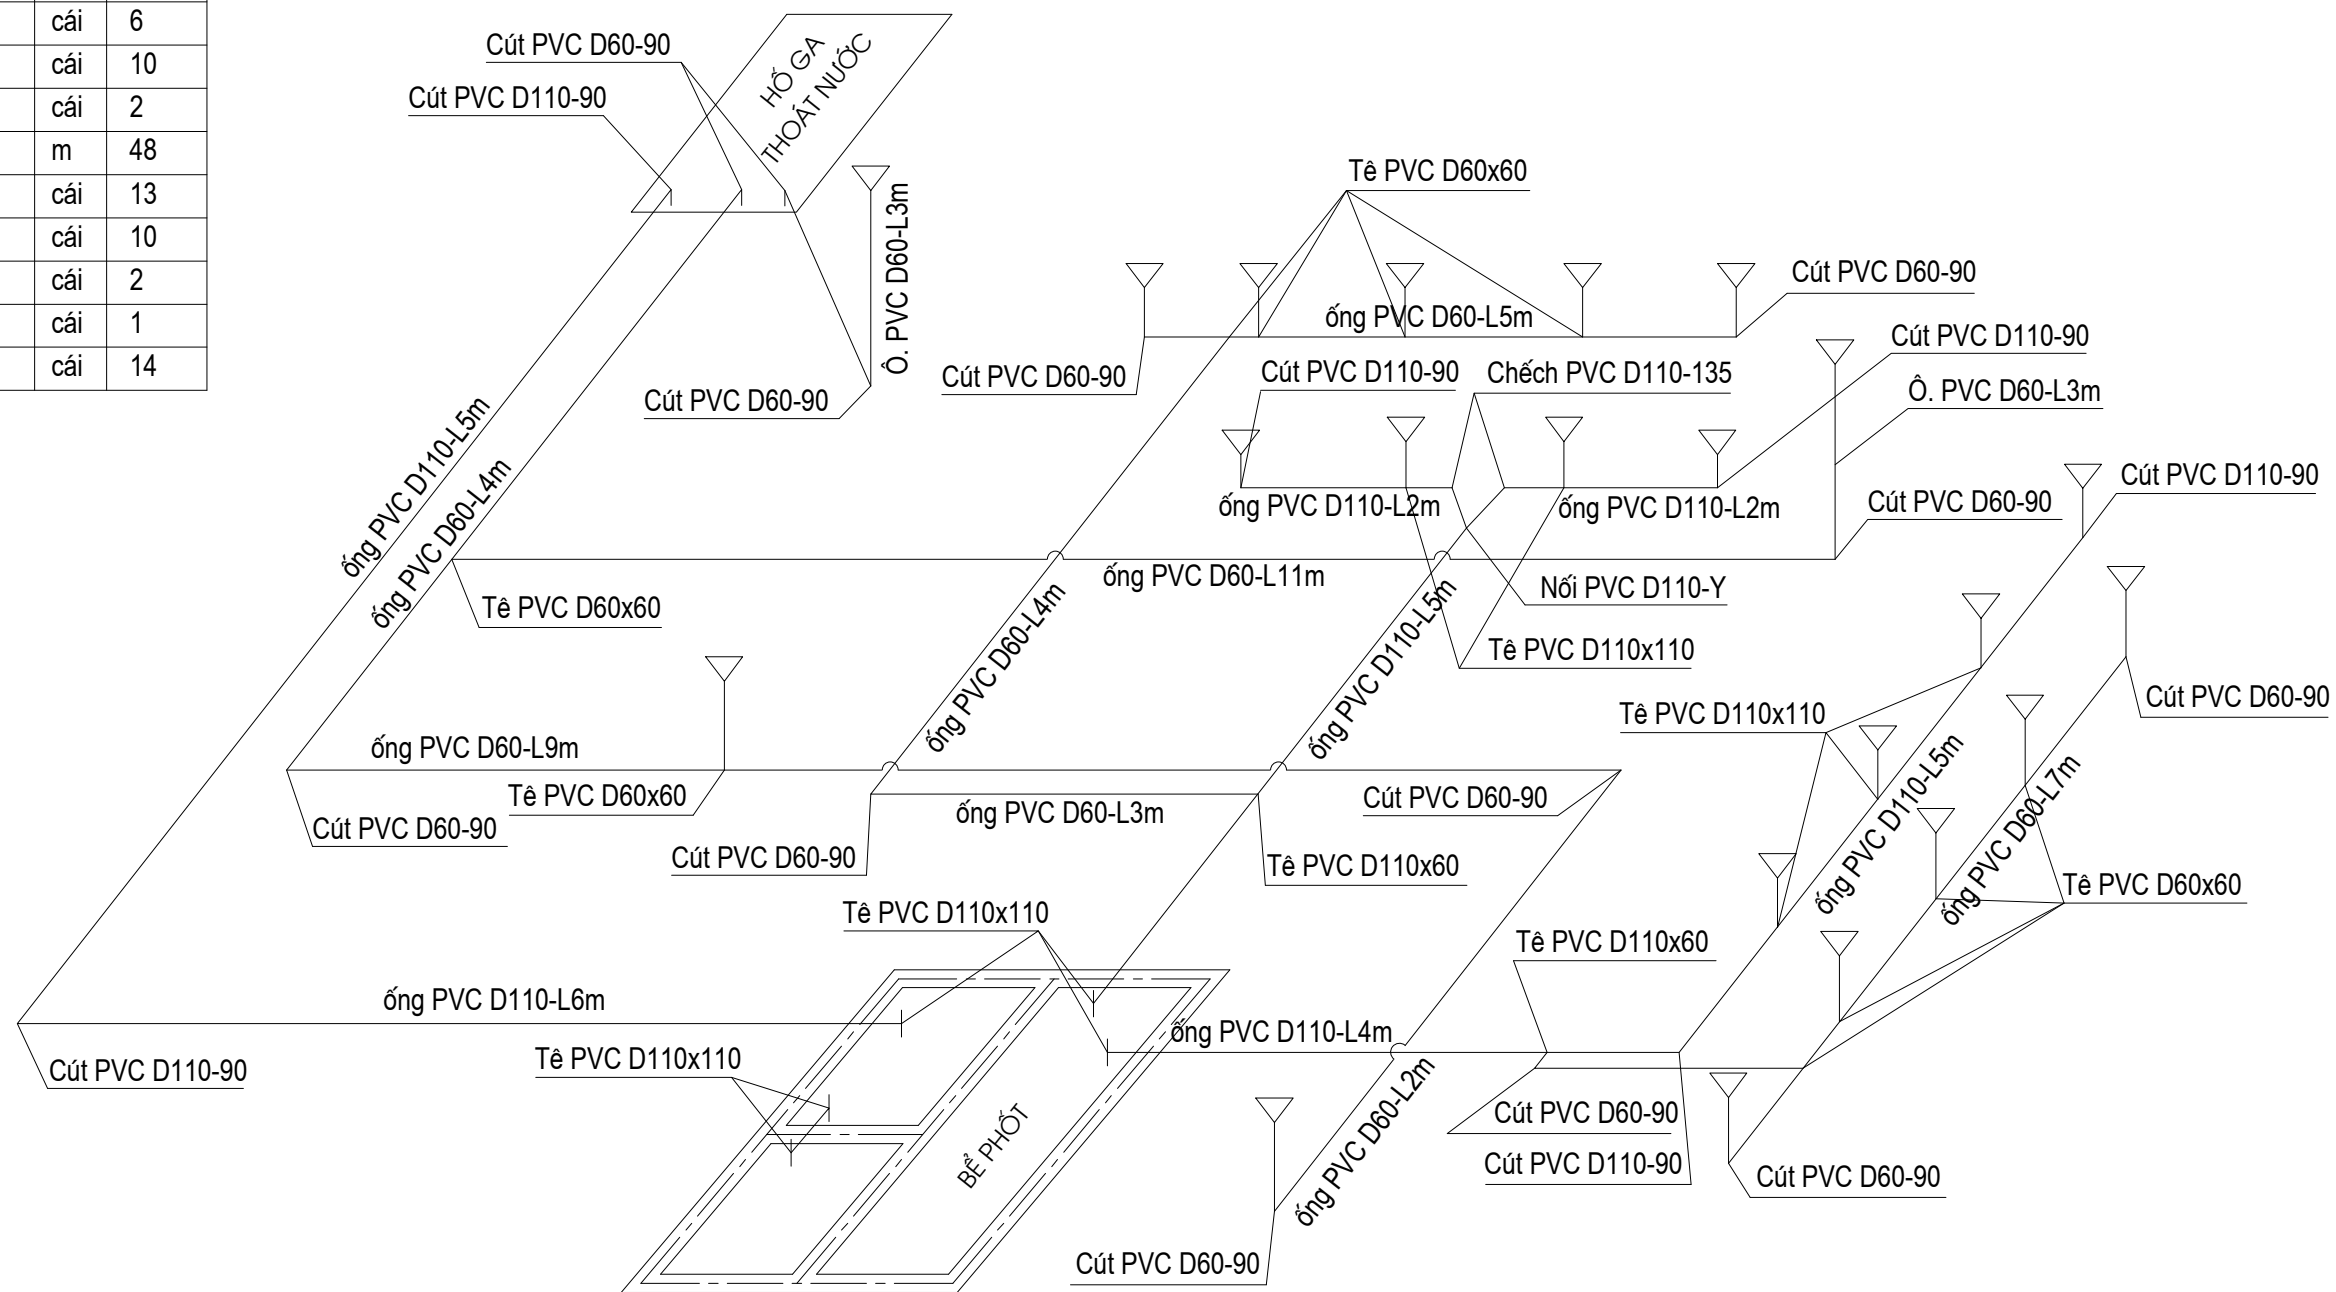 cái 6
cái 10
cái 2
m 48
cái 13
cái 10
cái 2
cái 1
cái 14
Cút PVC D60-90
Cút PVC D110-90
HỐ GA
THOÁT NƯỚC
Ô. PVC D60-L3m
Cút PVC D60-90
Tê PVC D60x60
Cút PVC D60-90
ống PVC D60-L5m
Cút PVC D60-90
Cút PVC D110-90
Cút PVC D110-90
Chếch PVC D110-135
Ô. PVC D60-L3m
Cút PVC D110-90
ống PVC D110-L2m
ống PVC D110-L2m
Cút PVC D60-90
ống PVC D110-L5m
ống PVC D60-L4m
ống PVC D60-L11m
Nối PVC D110-Y
Tê PVC D60x60
ống PVC D60-L4m
ống PVC D110-L5m
Tê PVC D110x110
Cút PVC D60-90
Tê PVC D110x110
ống PVC D60-L9m
Tê PVC D60x60
Cút PVC D60-90
ống PVC D60-L3m
Cút PVC D60-90
Cút PVC D60-90
Tê PVC D110x60
ống PVC D110-L5m
ống PVC D60-L7m
Tê PVC D60x60
Tê PVC D110x110
Tê PVC D110x60
ống PVC D110-L6m
ống PVC D110-L4m
Cút PVC D110-90
Tê PVC D110x110
BỂ PHỐT
ống PVC D60-L2m
Cút PVC D60-90
Cút PVC D110-90
Cút PVC D60-90
Cút PVC D60-90